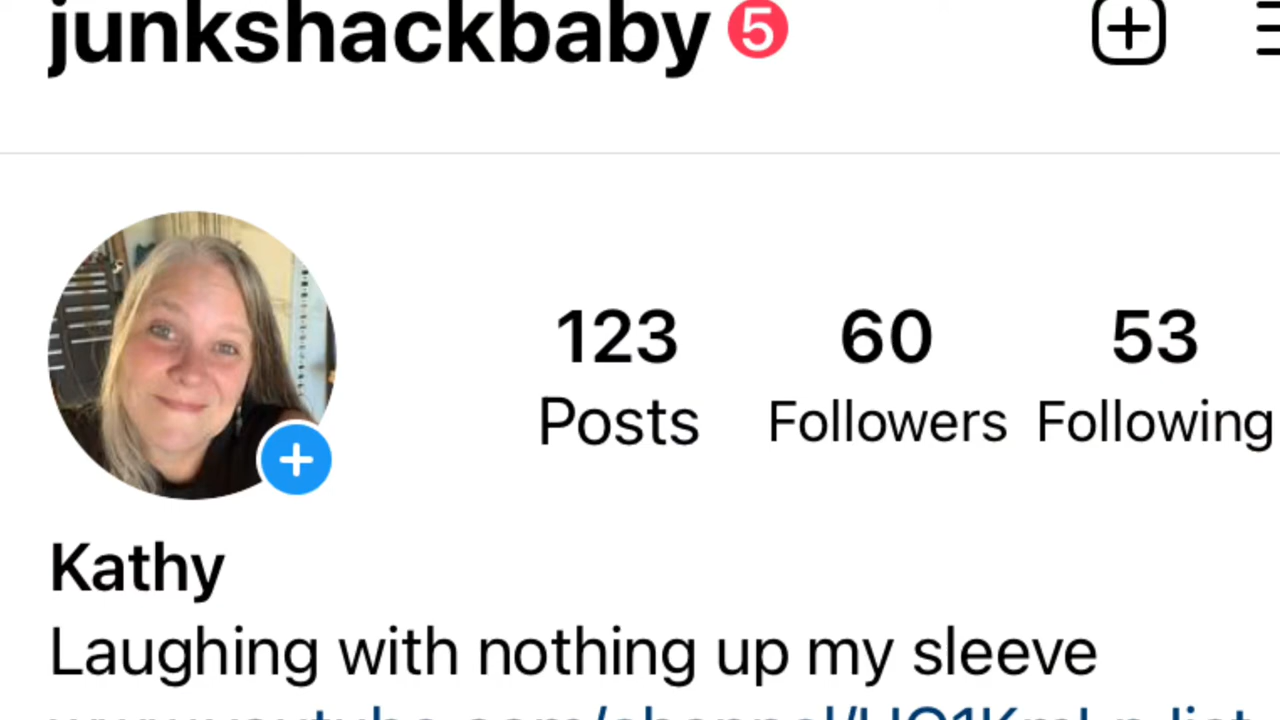 junkshackbaby 5
123 60 53
Posts Followers Following
Kathy
Laughing with nothing up my sleeve